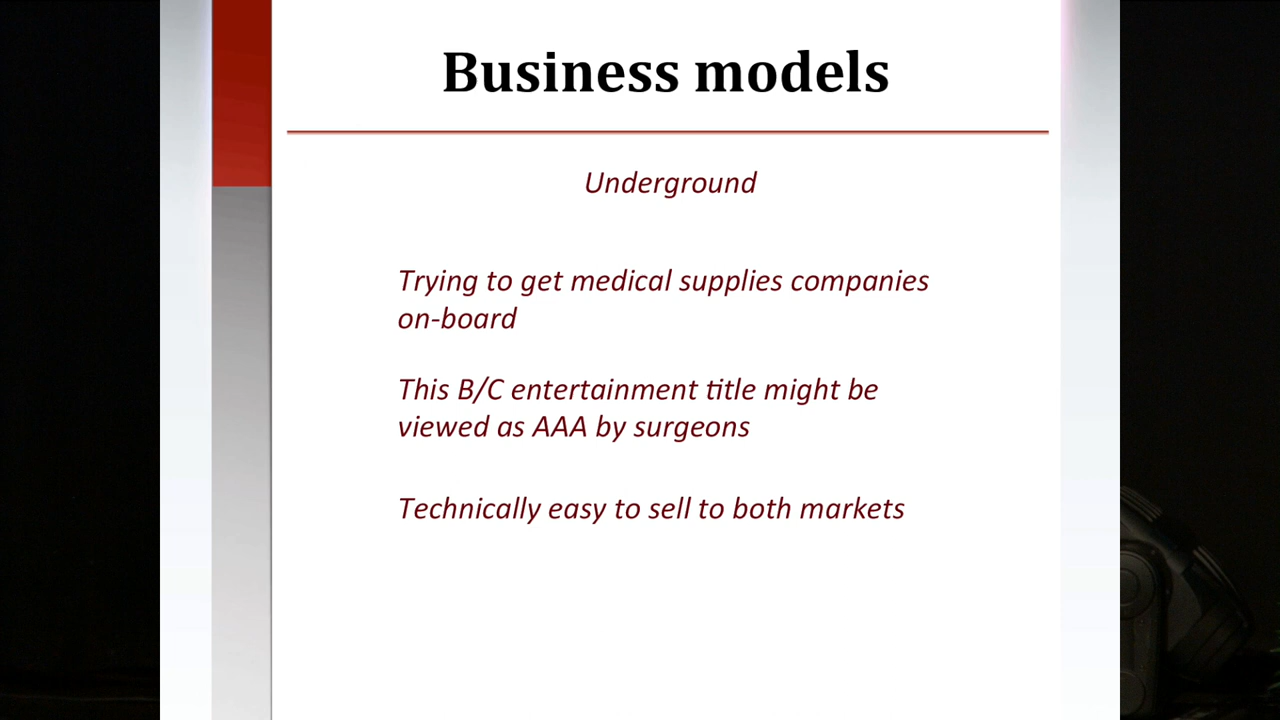 Business models
Underground
Trying to get medical supplies companies
on-board
This B/C entertainment title might be
viewed as AAA by surgeons
Technically easy to sell to both markets